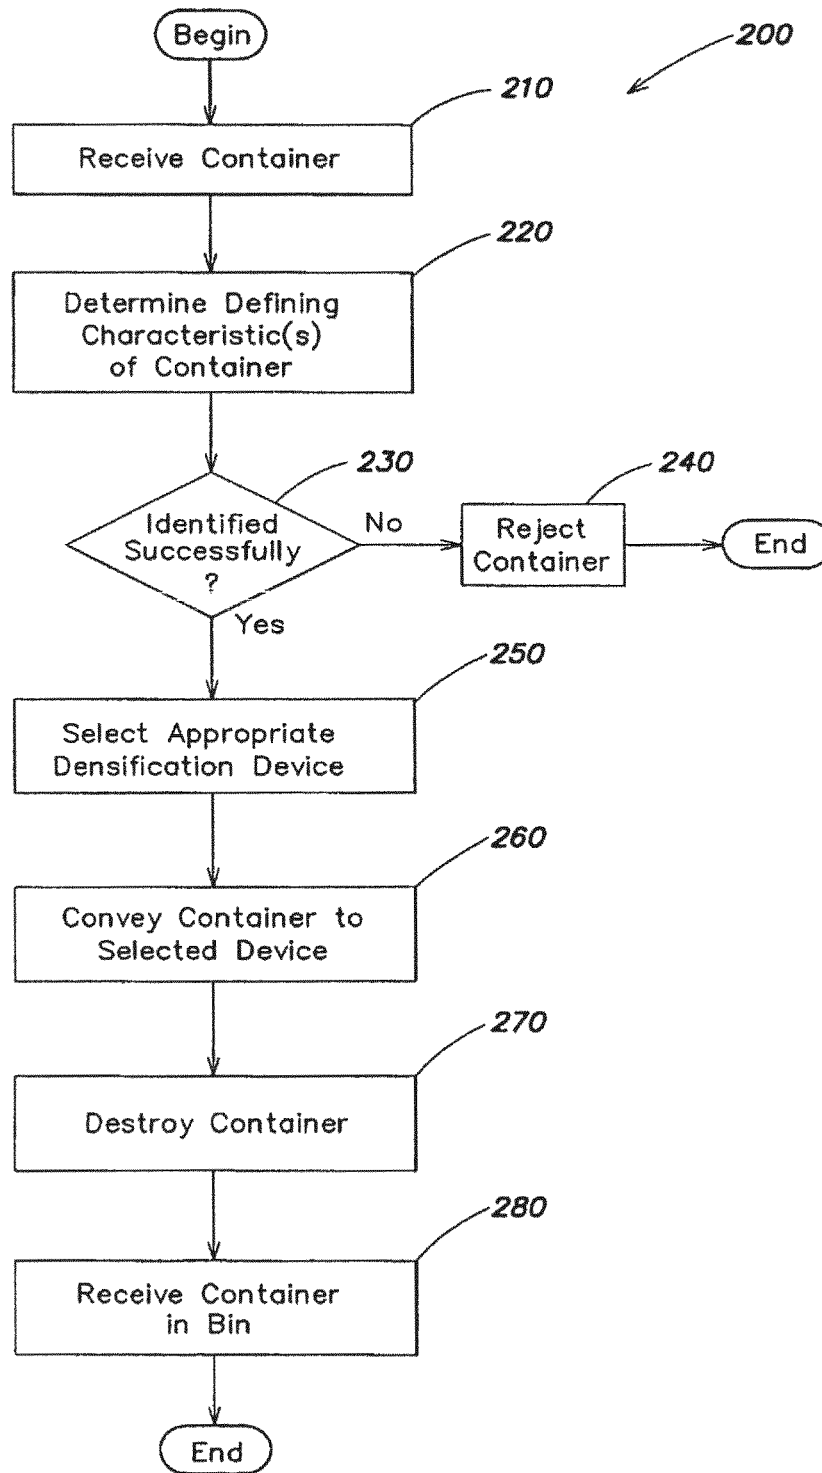 Begin
200
210
Receive Container
220
Determine Defining
Characteristic(s)
of Container
230
Identified
Successfully
?
No
240
Reject
Container
End
Yes
250
Select Appropriate
Densification Device
260
Convey Container to
Selected Device
270
Destroy Container
280
Receive Container
in Bin
End